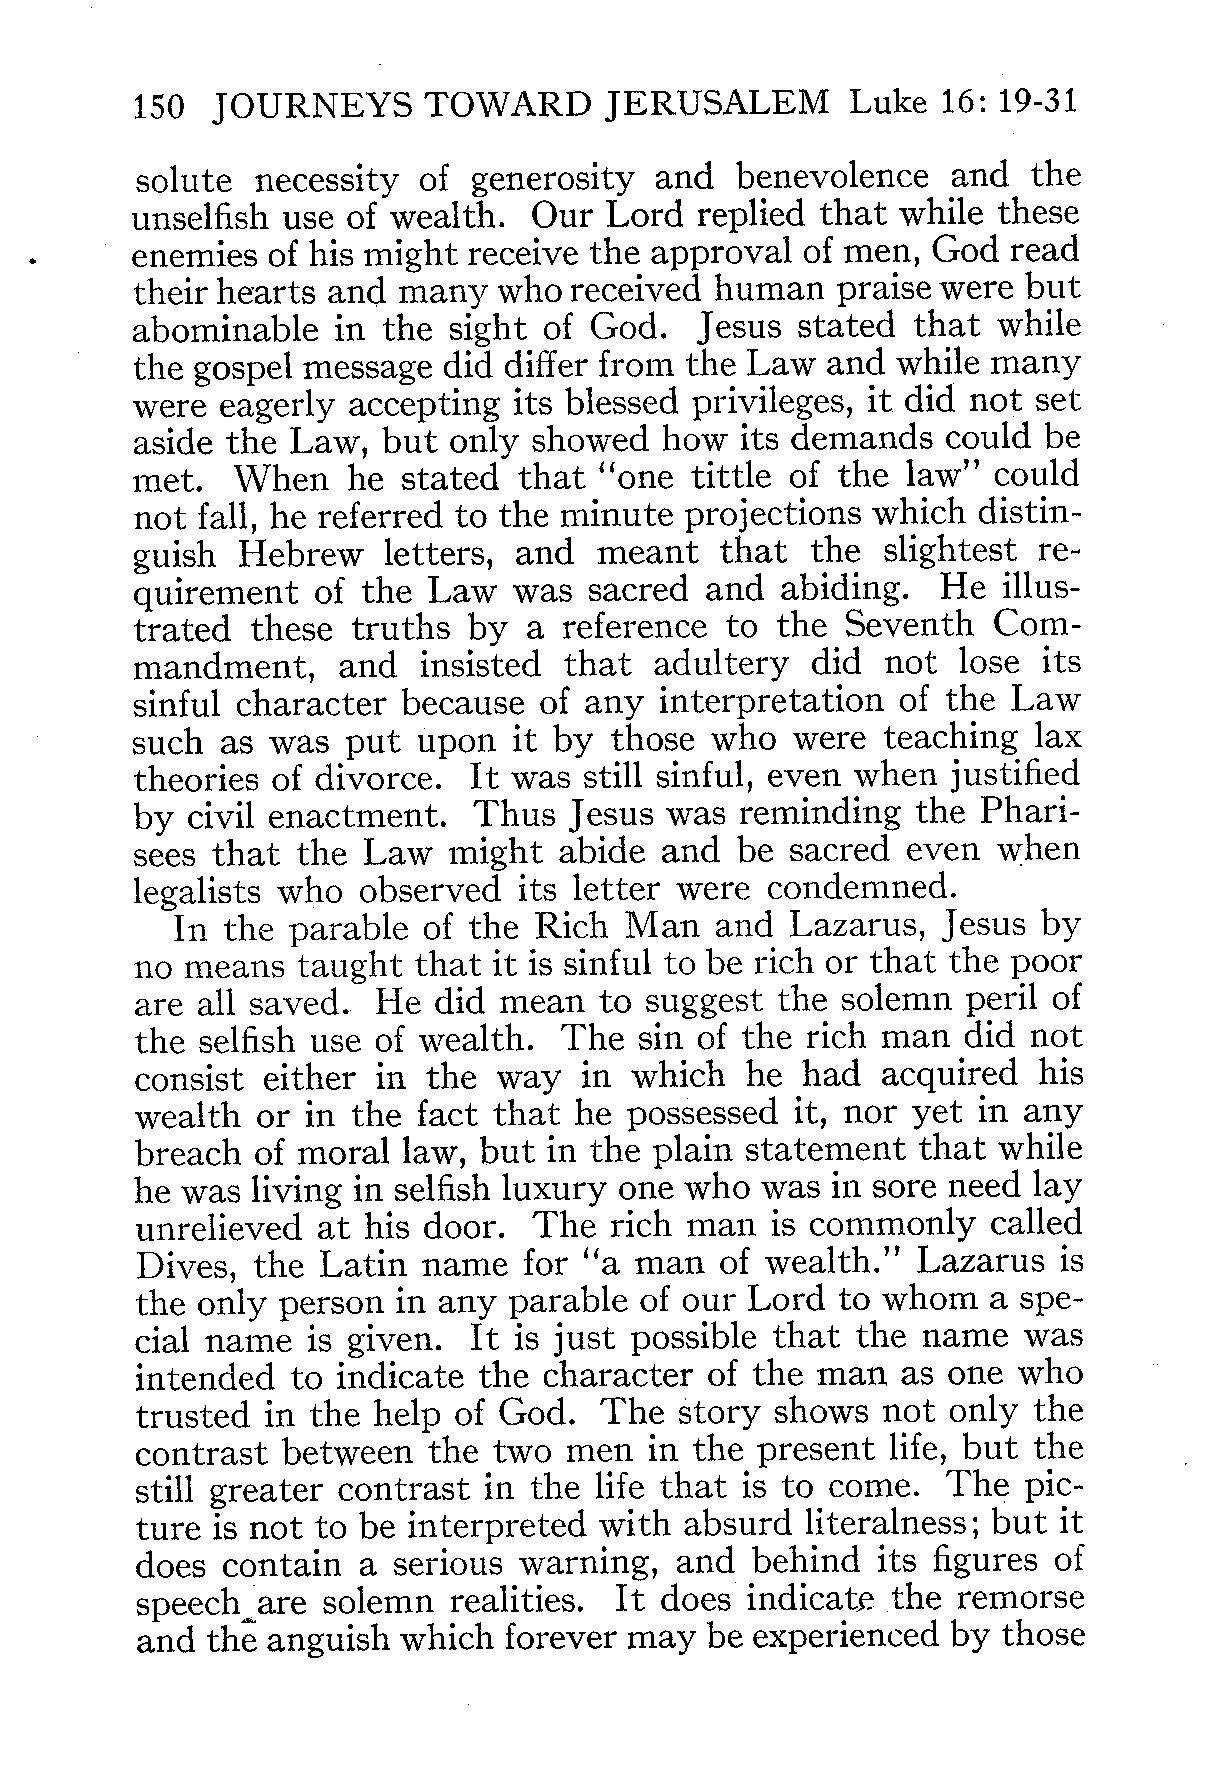 150 JOURNEYS TOWARD JERUSALEM Luke 16: 19-31
solute necessity of generosity and benevolence and the
unselfish use of wealth. Our Lord replied that while these
enemies of his might receive the approval of men, God read
their hearts and many who received human praise were but
abominable in the sight of God. Jesus stated that while
the gospel message did differ from the Law and while many
were eagerly accepting its blessed privileges, it did not set
aside the Law, but only showed how its demands could be
met. When he stated that “one tittle of the law” could
not fall, he referred to the minute projections which distin-
guish Hebrew letters, and meant that the slightest re-
quirement of the Law was sacred and abiding. He illus-
trated these truths by a reference to the Seventh Com-
mandment, and insisted that adultery did not lose its
sinful character because of any interpretation of the Law
such as was put upon it by those who were teaching lax
theories of divorce. It was still sinful, even when justified
by civil enactment. Thus Jesus was reminding the Phari-
sees that the Law might abide and be sacred even when
legalists who observed its letter were condemned.
In the parable of the Rich Man and Lazarus, Jesus by
no means taught that it is sinful to be rich or that the poor
are all saved. He did mean to suggest the solemn peril of
the selfish use of wealth. The sin of the rich man did not
consist either in the way in which he had acquired his
wealth or in the fact that he possessed it, nor yet in any
breach of moral law, but in the plain statement that while
he was living in selfish luxury one who was in sore need lay
unrelieved at his door. The rich man is commonly called
Dives, the Latin name for “a man of wealth.” Lazarus is
the only person in any parable of our Lord to whom a spe-
cial name is given. It is just possible that the name was
intended to indicate the character of the man as one who
trusted in the help of God. The story shows not only the
contrast between the two men in the present life, but the
still greater contrast in the life that is to come. The pic-
ture is not to be interpreted with absurd literalness; but it
does contain a serious warning, and behind its figures of
speech are solemn realities. It does indicate the remorse
and the anguish which forever may be experienced by those